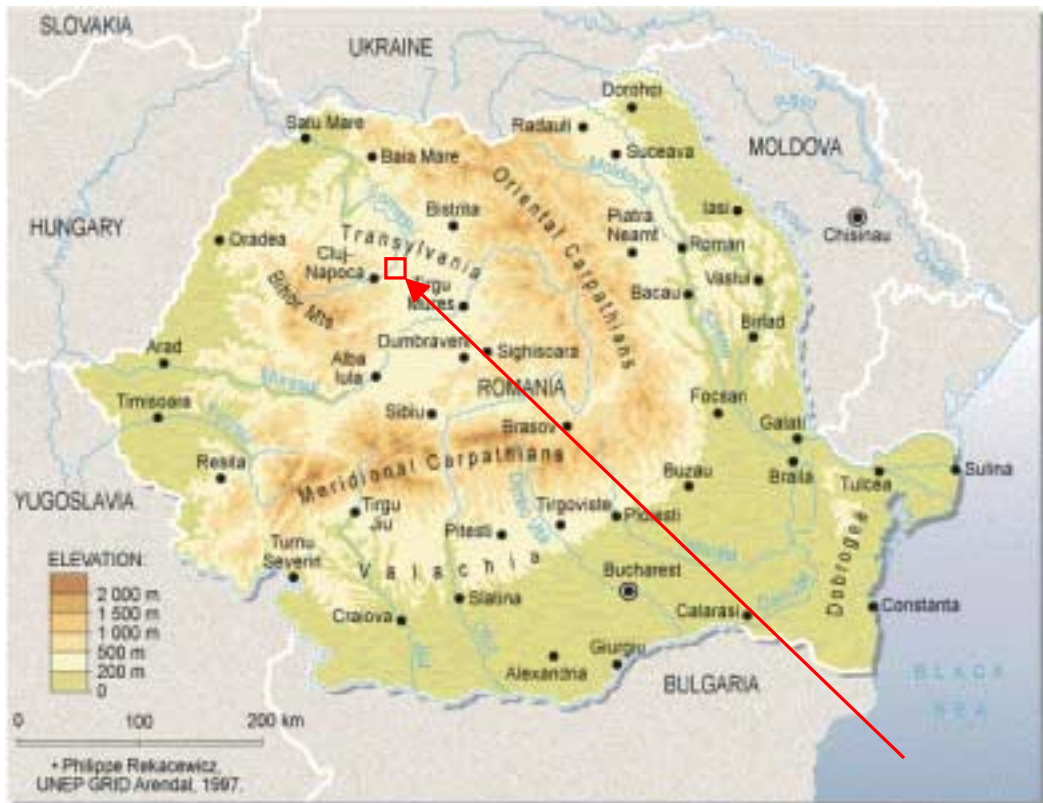 SLOVAKIA
UKRAINE
Dorohoi
Satu Mare
Radauti
MOLDOVA
Baia Mare
Suceava
Moldova
Oriental Carpathians
Bistrita
Iasi
HUNGARY
Piatra
Neamt
Chisinau
Oradea
Transylvania
Roman
Cluj-
Napoca
Vaslui
Bihor Mts
Tirgu
Mures
Bacau
Birlad
Arad
Dumbraveni
Sighisoara
Alba
Iulia
ROMANIA
Timisoara
Focsan
Sibiu
Brasov
Galati
Resita
Meridional Carpathians
Buzau
Braila
Tulcea
Sulina
YUGOSLAVIA
Tirgu
Jiu
Tirgoviste
Ploiesti
Pitesti
Turnu
Severin
Valachia
Bucharest
Dobrogea
ELEVATION
2 000 m
1 500 m
1 000 m
500 m
200 m
0
Slatina
Craiova
Calarasi
Constanta
Giurgiu
Alexandria
BULGARIA
BLACK
SEA
0 100 200 km
• Philippe Rekacewicz,
UNEP GRID Arendal, 1997.